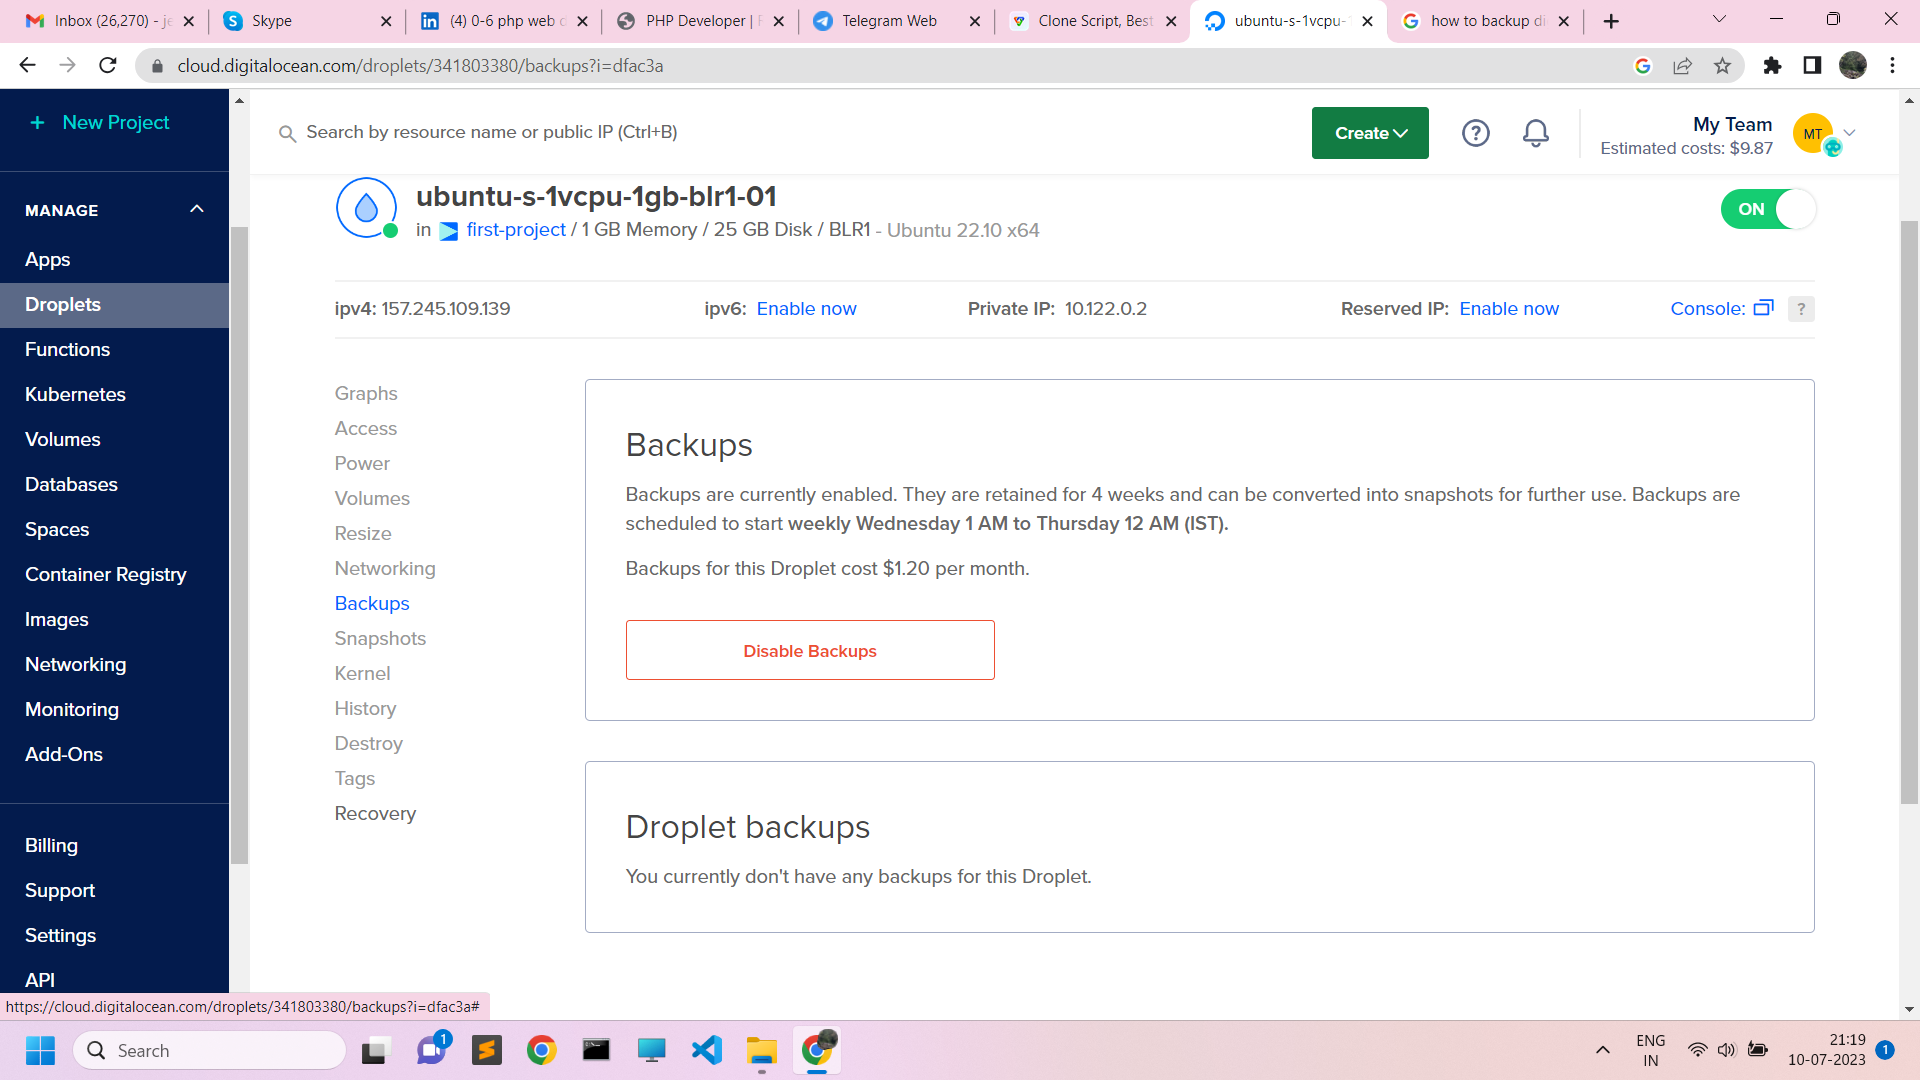 Inbox (26,270) - je
Skype
(4) 0-6 php web
PHP Developer |
Telegram Web
Clone Script, Best
ubuntu-s-1vcpu-
how to backup di
cloud.digitalocean.com/droplets/341803380/backups?i=dfac3a
+ New Project
Search by resource name or public IP (Ctrl+B)
Create
My Team
Estimated costs: $9.87
MT
MANAGE
Apps
Droplets
Functions
Kubernetes
Volumes
Databases
Spaces
Container Registry
Images
Networking
Monitoring
Add-Ons
Billing
Support
Settings
API
ubuntu-s-1vcpu-1gb-blr1-01
in first-project / 1 GB Memory / 25 GB Disk / BLR1 - Ubuntu 22.10 x64
ON
ipv4: 157.245.109.139
ipv6: Enable now
Private IP: 10.122.0.2
Reserved IP: Enable now
Console:
?
Graphs
Access
Power
Volumes
Resize
Networking
Backups
Snapshots
Kernel
History
Destroy
Tags
Recovery
Backups
Backups are currently enabled. They are retained for 4 weeks and can be converted into snapshots for further use. Backups are
scheduled to start weekly Wednesday 1 AM to Thursday 12 AM (IST).
Backups for this Droplet cost $1.20 per month.
Disable Backups
Droplet backups
You currently don't have any backups for this Droplet.
https://cloud.digitalocean.com/droplets/341803380/backups?i=dfac3a#
Search
1
ENG
IN
21:19
10-07-2023
1